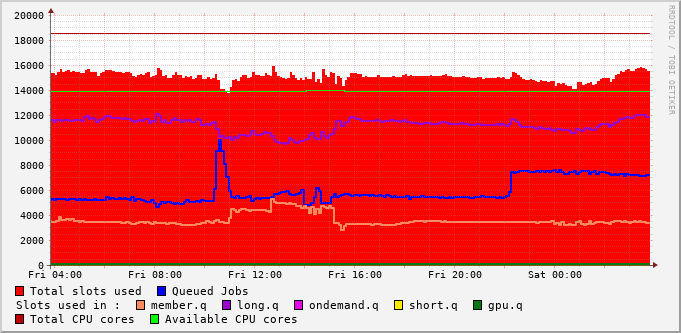 20000
18000
16000
14000
12000
10000
8000
6000
4000
2000
0
Fri 04:00 Fri 08:00 Fri 12:00 Fri 16:00 Fri 20:00 Sat 00:00
RRDTOOL / TOBI OETIKER
Total slots used Queued Jobs
Slots used in : member.q long.q ondemand.q short.q gpu.q
Total CPU cores Available CPU cores